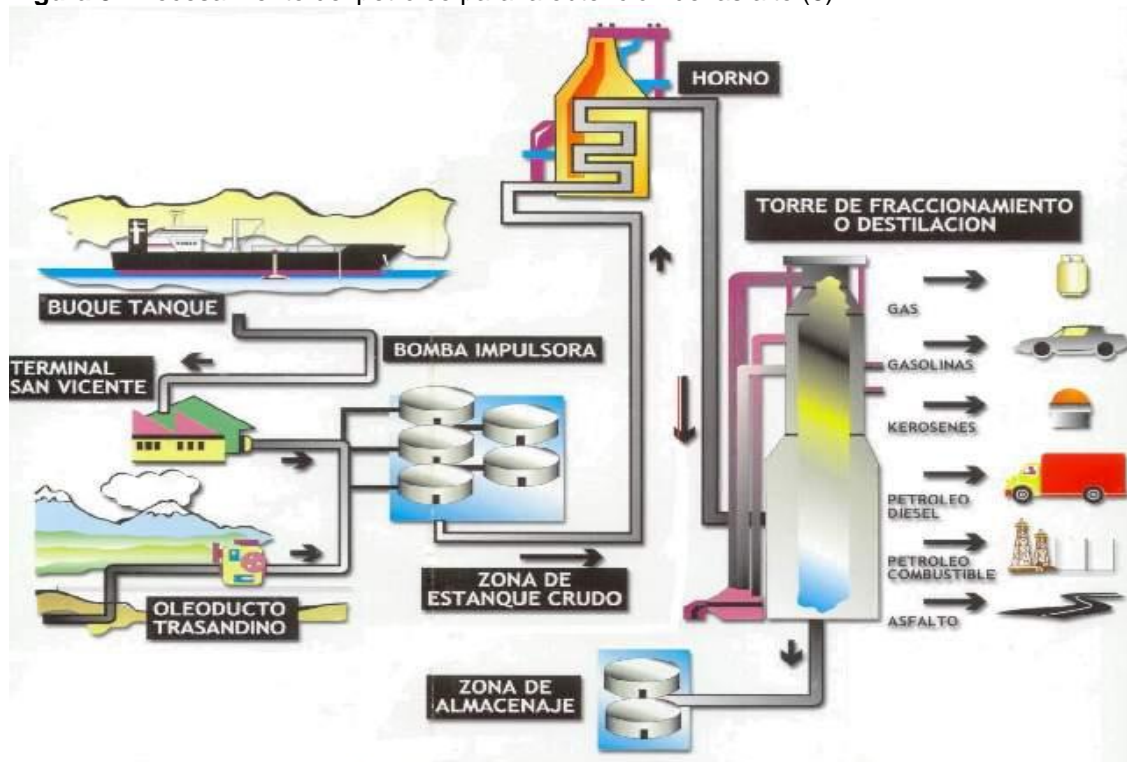 HORNO
TORRE DE FRACCIONAMIENTO
O DESTILACION
BUQUE TANQUE
GAS
BOMBA IMPULSORA
TERMINAL
SAN VICENTE
GASOLINAS
KEROSENES
PETROLEO
DIESEL
ZONA DE
ESTANQUE CRUDO
PETROLEO
COMBUSTIBLE
OLEODUCTO
TRASANDINO
ASFALTO
ZONA DE
ALMACENAJE